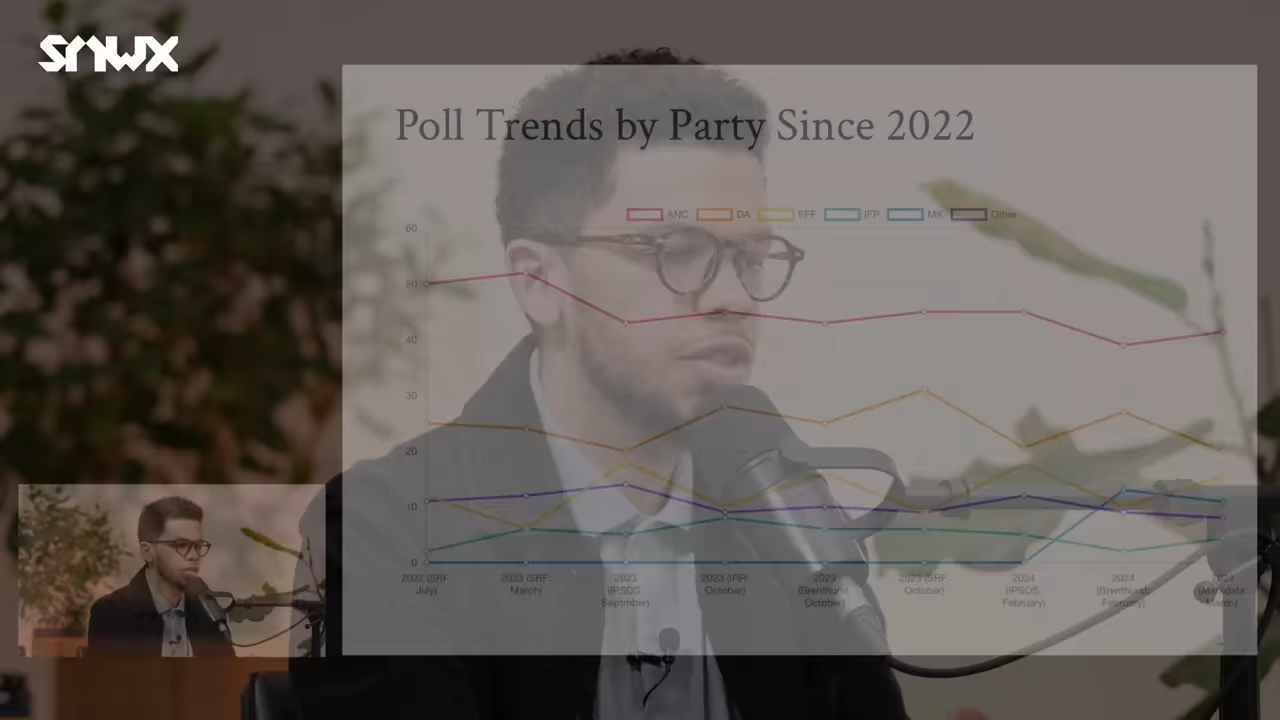 SMWX
Poll Trends by Party Since 2022
ANC DA EFF IFP MK Other
60
50
40
30
20
10
0
2022 (SRF: July)
2023 (SRF: March)
2023 (IPSOS, Septmber)
2023 (IRR: October)
2023 (Brenthurst: October)
2023 (SRF: October)
2024 (IPSOS, February)
2024 (Brenthurst: February)
2024 (Markdata: March)